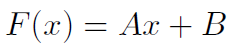 F(x) = Ax + B